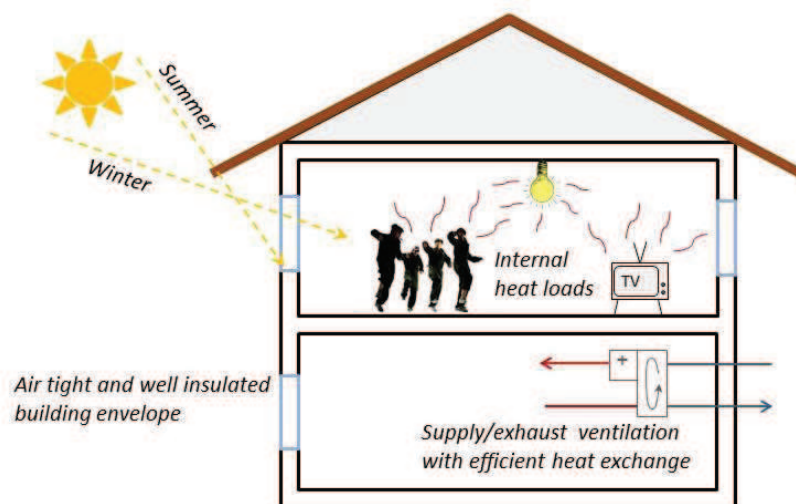 Summer
Winter
Internal
heat loads
TV
Air tight and well insulated
building envelope
+
Supply/exhaust ventilation
with efficient heat exchange